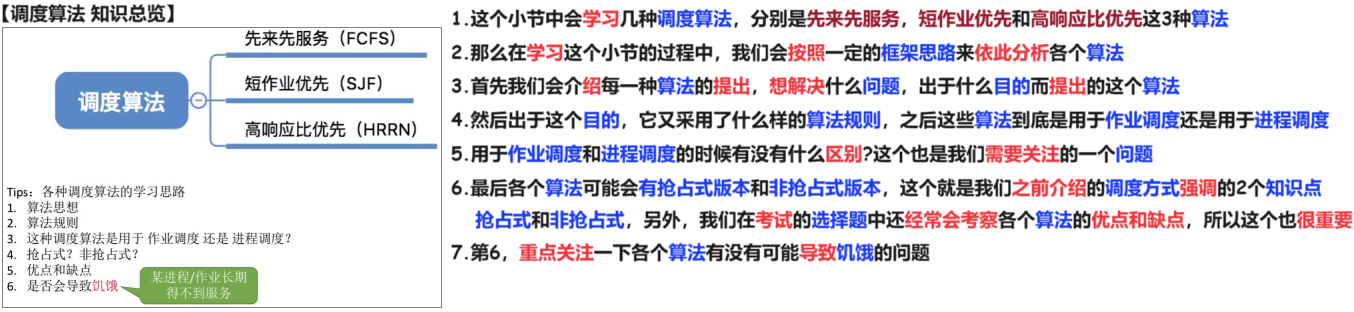 【调度算法 知识总览】
先来先服务（FCFS）
调度算法
短作业优先（SJF）
高响应比优先（HRRN）
Tips：各种调度算法的学习思路
1. 算法思想
2. 算法规则
3. 这种调度算法是用于 作业调度 还是 进程调度？
4. 抢占式？非抢占式？
5. 优点和缺点
6. 是否会导致饥饿
某进程/作业长期
得不到服务
1.这个小节中会学习几种调度算法，分别是先来先服务，短作业优先和高响应比优先这3种算法
2.那么在学习这个小节的过程中，我们会按照一定的框架思路来依此分析各个算法
3.首先我们会介绍每一种算法的提出，想解决什么问题，出于什么目的而提出的这个算法
4.然后出于这个目的，它又采用了什么样的算法规则，之后这些算法到底是用于作业调度还是用于进程调度
5.用于作业调度和进程调度的时候有没有什么区别?这个也是我们需要关注的一个问题
6.最后各个算法可能会有抢占式版本和非抢占式版本，这个就是我们之前介绍的调度方式强调的2个知识点
抢占式和非抢占式，另外，我们在考试的选择题中还经常会考察各个算法的优点和缺点，所以这个也很重要
7.第6，重点关注一下各个算法有没有可能导致饥饿的问题